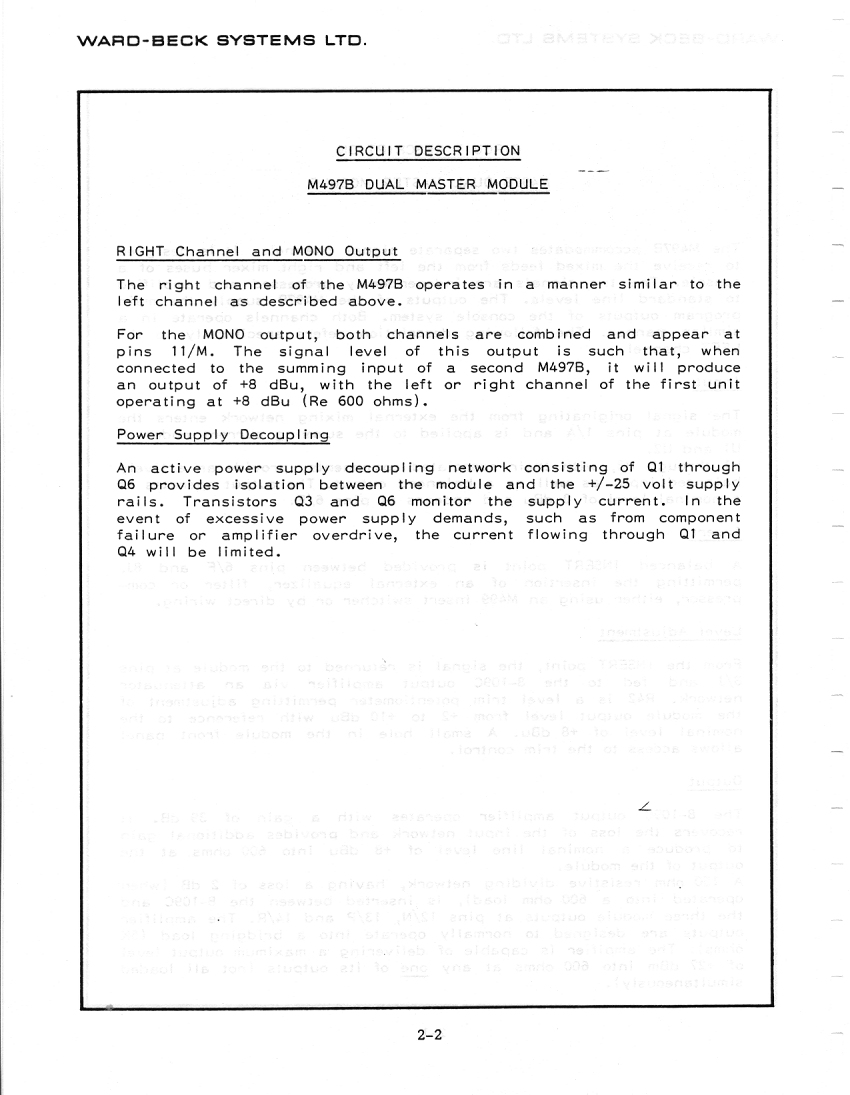 WARD-BECK SYSTEMS LTD.
CIRCUIT DESCRIPTION
M497B DUAL MASTER MODULE
RIGHT Channel and MONO Output
The right channel of the M497B operates in a manner similar to the
left channel as described above.
For the MONO output, both channels are combined and appear at
pins 11/M. The signal level of this output is such that, when
connected to the summing input of a second M497B, it will produce
an output of +8 dBu, with the left or right channel of the first unit
operating at +8 dBu (Re 600 ohms).
Power Supply Decoupling
An active power supply decoupling network consisting of Q1 through
Q6 provides isolation between the module and the +/-25 volt supply
rails. Transistors Q3 and Q6 monitor the supply current. In the
event of excessive power supply demands, such as from component
failure or amplifier overdrive, the current flowing through Q1 and
Q4 will be limited.
2-2